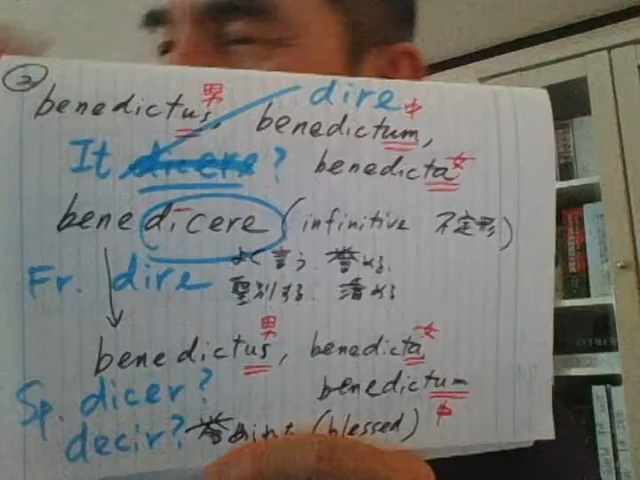 ② benedictus, 男 dire
benedictum, 中
It dicere? benedicta 女
benedicere (infinitive 不定形)
Fr. dire よく言う 誉める
聖別する 清める
benedictus, 男 benedicta 女
benedictum 中
Sp. dicer?
decir? 誉められた (blessed)